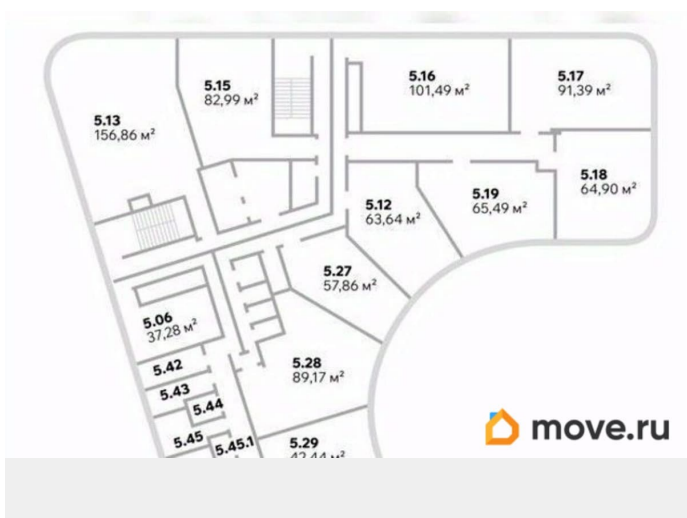 5.16
101,49 м²
5.17
91,39 м²
5.15
82,99 м²
5.13
156,86 м²
5.18
64,90 м²
5.12
63,64 м²
5.19
65,49 м²
5.27
57,86 м²
5.06
37,28 м²
5.28
89,17 м²
5.42
5.43
5.44
5.45
5.45.1
5.29
42,44 м²
move.ru